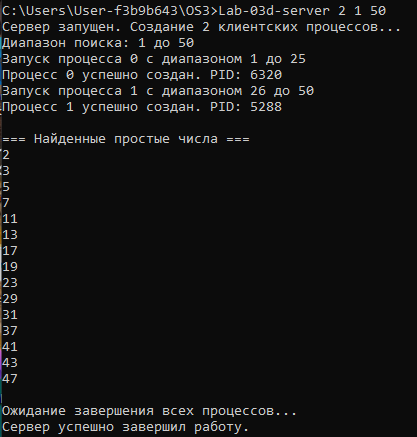 C:\Users\User-f3b9b643\OS3>Lab-03d-server 2 1 50
Сервер запущен. Создание 2 клиентских процессов...
Диапазон поиска: 1 до 50
Запуск процесса 0 с диапазоном 1 до 25
Процесс 0 успешно создан. PID: 6320
Запуск процесса 1 с диапазоном 26 до 50
Процесс 1 успешно создан. PID: 5288
=== Найденные простые числа ===
2
3
5
7
11
13
17
19
23
29
31
37
41
43
47
Ожидание завершения всех процессов...
Сервер успешно завершил работу.